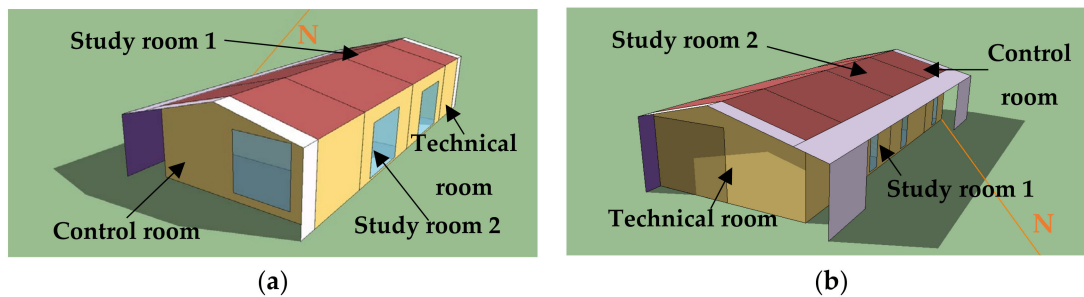 N
Study room 1
Technical
room
Study room 2
Control room
(a)
Study room 2
Control
room
Study room 1
Technical room
N
(b)